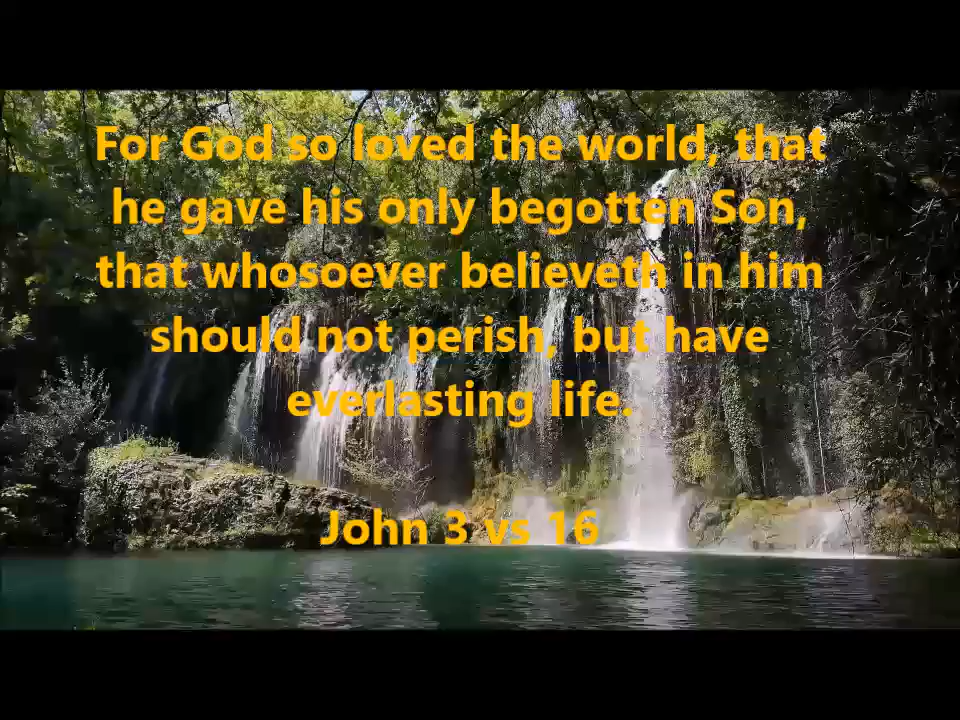 For God so loved the world, that
he gave his only begotten Son,
that whosoever believeth in him
should not perish, but have
everlasting life.
John 3 vs 16